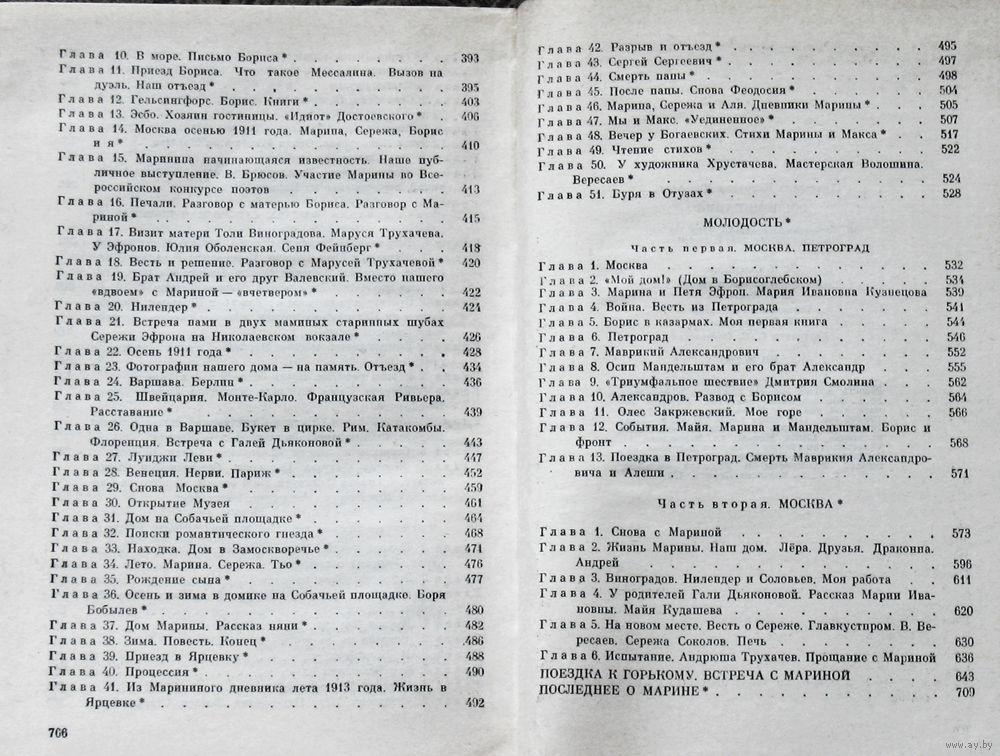 Глава 10. В море. Письмо Бориса* . . . . . . . 393
Глава 11. Приезд Бориса. Что такое Мессалина. Вызов на
дуэль. Наш отъезд* . . . . . . . . 395
Глава 12. Гельсингфорс. Борис. Книги* . . . . . . 403
Глава 13. Эсбо. Хозяин гостиницы. «Идиот» Достоевского* . . 406
Глава 14. Москва осенью 1911 года. Марина, Сережа, Борис
и я* . . . . . . . . . . . 410
Глава 15. Маринина начинающаяся известность. Наше пуб-
личное выступление. В. Брюсов. Участие Марины во Все-
российском конкурсе поэтов . . . . . . . 413
Глава 16. Печали. Разговор с матерью Бориса. Разговор с Ма-
риной* . . . . . . . . . . . 415
Глава 17. Визит матери Толи Виноградова. Маруся Трухачева.
У Эфронов. Юлия Оболенская. Сеня Фейнберг* . . . 418
Глава 18. Весть и решение. Разговор с Марусей Трухачевой* 420
Глава 19. Брат Андрей и его друг Валевский. Вместо нашего
«вдвоем» с Мариной — «вчетвером»* . . . . . 422
Глава 20. Нилендер* . . . . . . . . . . 424
Глава 21. Встреча нами в двух маминых старинных шубах
Сережи Эфрона на Николаевском вокзале* . . . . 426
Глава 22. Осень 1911 года* . . . . . . . . 428
Глава 23. Фотографии нашего дома — на память. Отъезд* . . 434
Глава 24. Варшава. Берлин* . . . . . . . . 436
Глава 25. Швейцария. Монте-Карло. Французская Ривьера.
Расставание* . . . . . . . . . . 439
Глава 26. Одна в Варшаве. Букет в цирке. Рим. Катакомбы.
Флоренция. Встреча с Галей Дьяконовой* . . . . 443
Глава 27. Луиджи Леви* . . . . . . . . . 447
Глава 28. Венеция. Нерви. Париж* . . . . . . . 452
Глава 29. Снова Москва* . . . . . . . . . 459
Глава 30. Открытие Музея . . . . . . . . 461
Глава 31. Дом на Собачьей площадке* . . . . . . 464
Глава 32. Поиски романтического гнезда* . . . . . 468
Глава 33. Находка. Дом в Замоскворечье* . . . . . 471
Глава 34. Лето. Марина. Сережа. Тьо* . . . . . . 476
Глава 35. Рождение сына* . . . . . . . . 477
Глава 36. Осень и зима в домике на Собачьей площадке. Боря
Бобылев* . . . . . . . . . . . 480
Глава 37. Дом Марины. Рассказ няни* . . . . . . 482
Глава 38. Зима. Повесть. Конец* . . . . . . . 486
Глава 39. Приезд в Ярцевку* . . . . . . . . 488
Глава 40. Процессия* . . . . . . . . . . 490
Глава 41. Из Марининого дневника лета 1913 года. Жизнь в
Ярцевке* . . . . . . . . . . . 492
766
Глава 42. Разрыв и отъезд* . . . . . . . . 495
Глава 43. Сергей Сергеевич* . . . . . . . . 497
Глава 44. Смерть папы* . . . . . . . . . 498
Глава 45. После папы. Снова Феодосия* . . . . . . 504
Глава 46. Марина, Сережа и Аля. Дневники Марины* . . . 505
Глава 47. Мы и Макс. «Уединенное»* . . . . . . 507
Глава 48. Вечер у Богаевских. Стихи Марины и Макса* . . 517
Глава 49. Чтение стихов* . . . . . . . . . 522
Глава 50. У художника Хрустачева. Мастерская Волошина.
Вересаев* . . . . . . . . . . . 524
Глава 51. Буря в Отузах* . . . . . . . . . 528
МОЛОДОСТЬ*
Часть первая. МОСКВА. ПЕТРОГРАД
Глава 1. Москва . . . . . . . . . . . 532
Глава 2. «Мой дом!» (Дом в Борисоглебском) . . . . . 534
Глава 3. Марина и Петя Эфрон. Мария Ивановна Кузнецова 539
Глава 4. Война. Весть из Петрограда . . . . . . 541
Глава 5. Борис в казармах. Моя первая книга . . . . . 544
Глава 6. Петроград . . . . . . . . . . 546
Глава 7. Маврикий Александрович . . . . . . . 552
Глава 8. Осип Мандельштам и его брат Александр . . . 555
Глава 9. «Триумфальное шествие» Дмитрия Смолина . . . 562
Глава 10. Александров. Развод с Борисом . . . . . . 564
Глава 11. Олес Закржевский. Мое горе . . . . . . 566
Глава 12. События. Майя. Марина и Мандельштам. Борис и
фронт . . . . . . . . . . . . 568
Глава 13. Поездка в Петроград. Смерть Маврикия Александро-
вича и Алеши . . . . . . . . . . . 571
Часть вторая. МОСКВА*
Глава 1. Снова с Мариной . . . . . . . . 573
Глава 2. Жизнь Марины. Наш дом. Лёра. Друзья. Драконна.
Андрей . . . . . . . . . . . 596
Глава 3. Виноградов. Нилендер и Соловьев. Моя работа . . 611
Глава 4. У родителей Гали Дьяконовой. Рассказ Марии Ива-
новны. Майя Кудашева . . . . . . . . 620
Глава 5. На новом месте. Весть о Сереже. Главкустпром. В. Ве-
ресаев. Сережа Соколов. Печь . . . . . . . 630
Глава 6. Испытание. Андрюша Трухачев. Прощание с Мариной 636
ПОЕЗДКА К ГОРЬКОМУ. ВСТРЕЧА С МАРИНОЙ . . . . 643
ПОСЛЕДНЕЕ О МАРИНЕ* . . . . . . . . . 709
www.ay.by